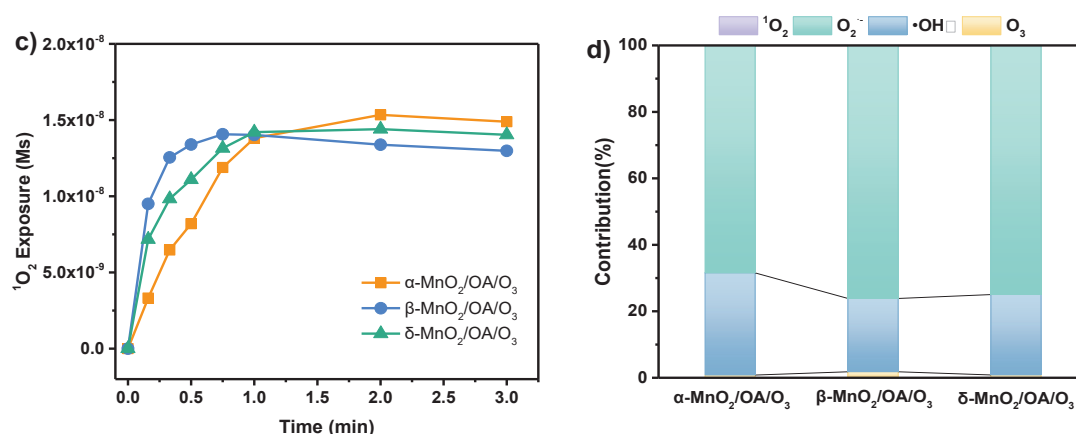 c)
2.0x10⁻⁸
1.5x10⁻⁸
1.0x10⁻⁸
5.0x10⁻⁹
0.0
¹O₂ Exposure (Ms)
α-MnO₂/OA/O₃
β-MnO₂/OA/O₃
δ-MnO₂/OA/O₃
0.0 0.5 1.0 1.5 2.0 2.5 3.0
Time (min)
d)
¹O₂ O₂·⁻ •OH□ O₃
100
80
60
40
20
0
Contribution(%)
α-MnO₂/OA/O₃ β-MnO₂/OA/O₃ δ-MnO₂/OA/O₃